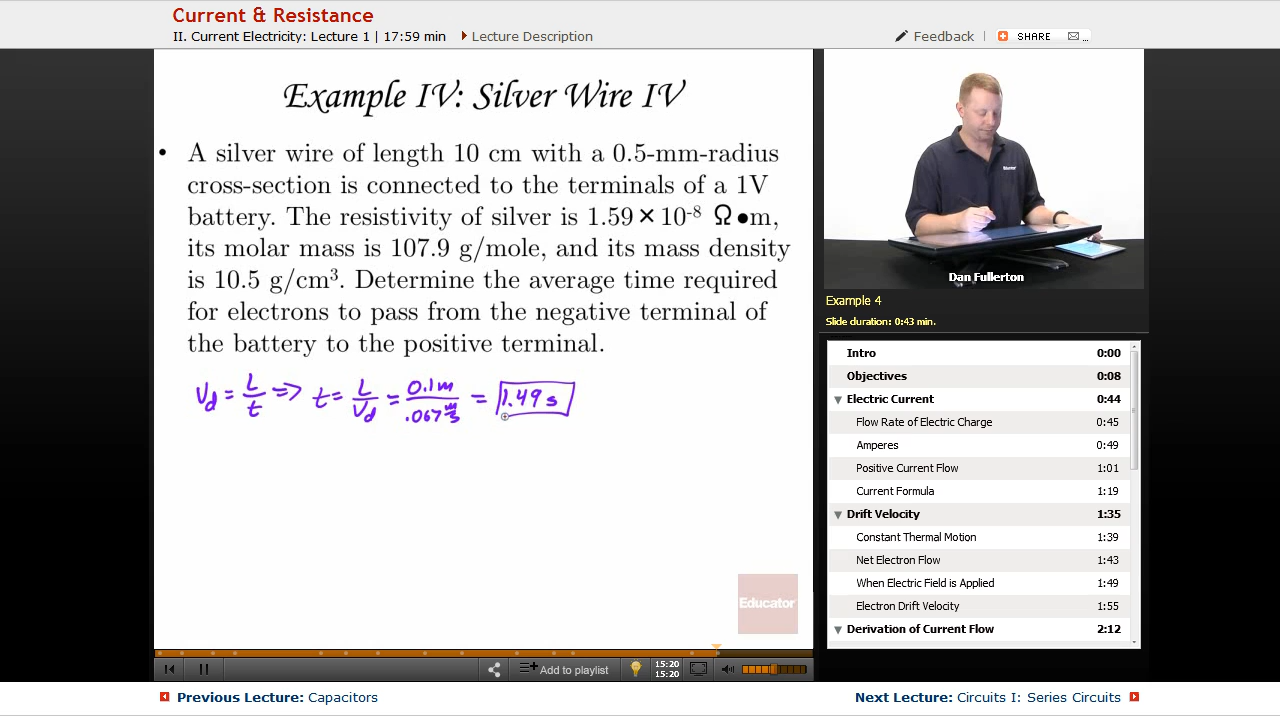 Current & Resistance
II. Current Electricity: Lecture 1 | 17:59 min
Lecture Description
Feedback
SHARE
Example IV: Silver Wire IV
• A silver wire of length 10 cm with a 0.5-mm-radius
cross-section is connected to the terminals of a 1V
battery. The resistivity of silver is 1.59×10⁻⁸ Ω●m,
its molar mass is 107.9 g/mole, and its mass density
is 10.5 g/cm³. Determine the average time required
for electrons to pass from the negative terminal of
the battery to the positive terminal.
Vd = L/t => t = L/Vd = 0.1m/.067 m/s = 1.49 s
Educator
Dan Fullerton
Example 4
Slide duration: 0:43 min.
Intro 0:00
Objectives 0:08
Electric Current 0:44
Flow Rate of Electric Charge 0:45
Amperes 0:49
Positive Current Flow 1:01
Current Formula 1:19
Drift Velocity 1:35
Constant Thermal Motion 1:39
Net Electron Flow 1:43
When Electric Field is Applied 1:49
Electron Drift Velocity 1:55
Derivation of Current Flow 2:12
Add to playlist
15:20
15:20
Previous Lecture: Capacitors
Next Lecture: Circuits I: Series Circuits